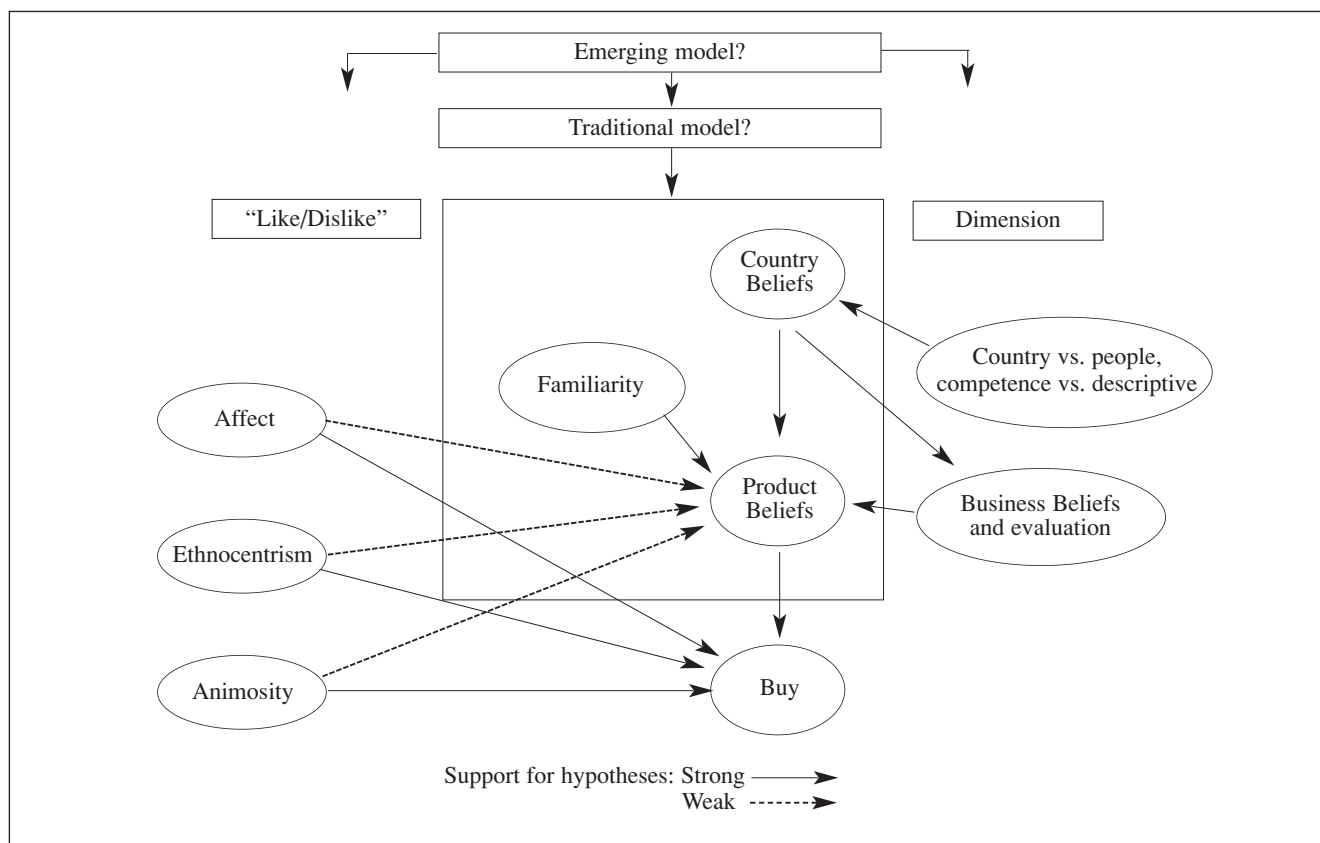 Emerging model?
Traditional model?
“Like/Dislike”
Dimension
Country
Beliefs
Country vs. people,
competence vs. descriptive
Familiarity
Affect
Product
Beliefs
Business Beliefs
and evaluation
Ethnocentrism
Animosity
Buy
Support for hypotheses: Strong
Weak